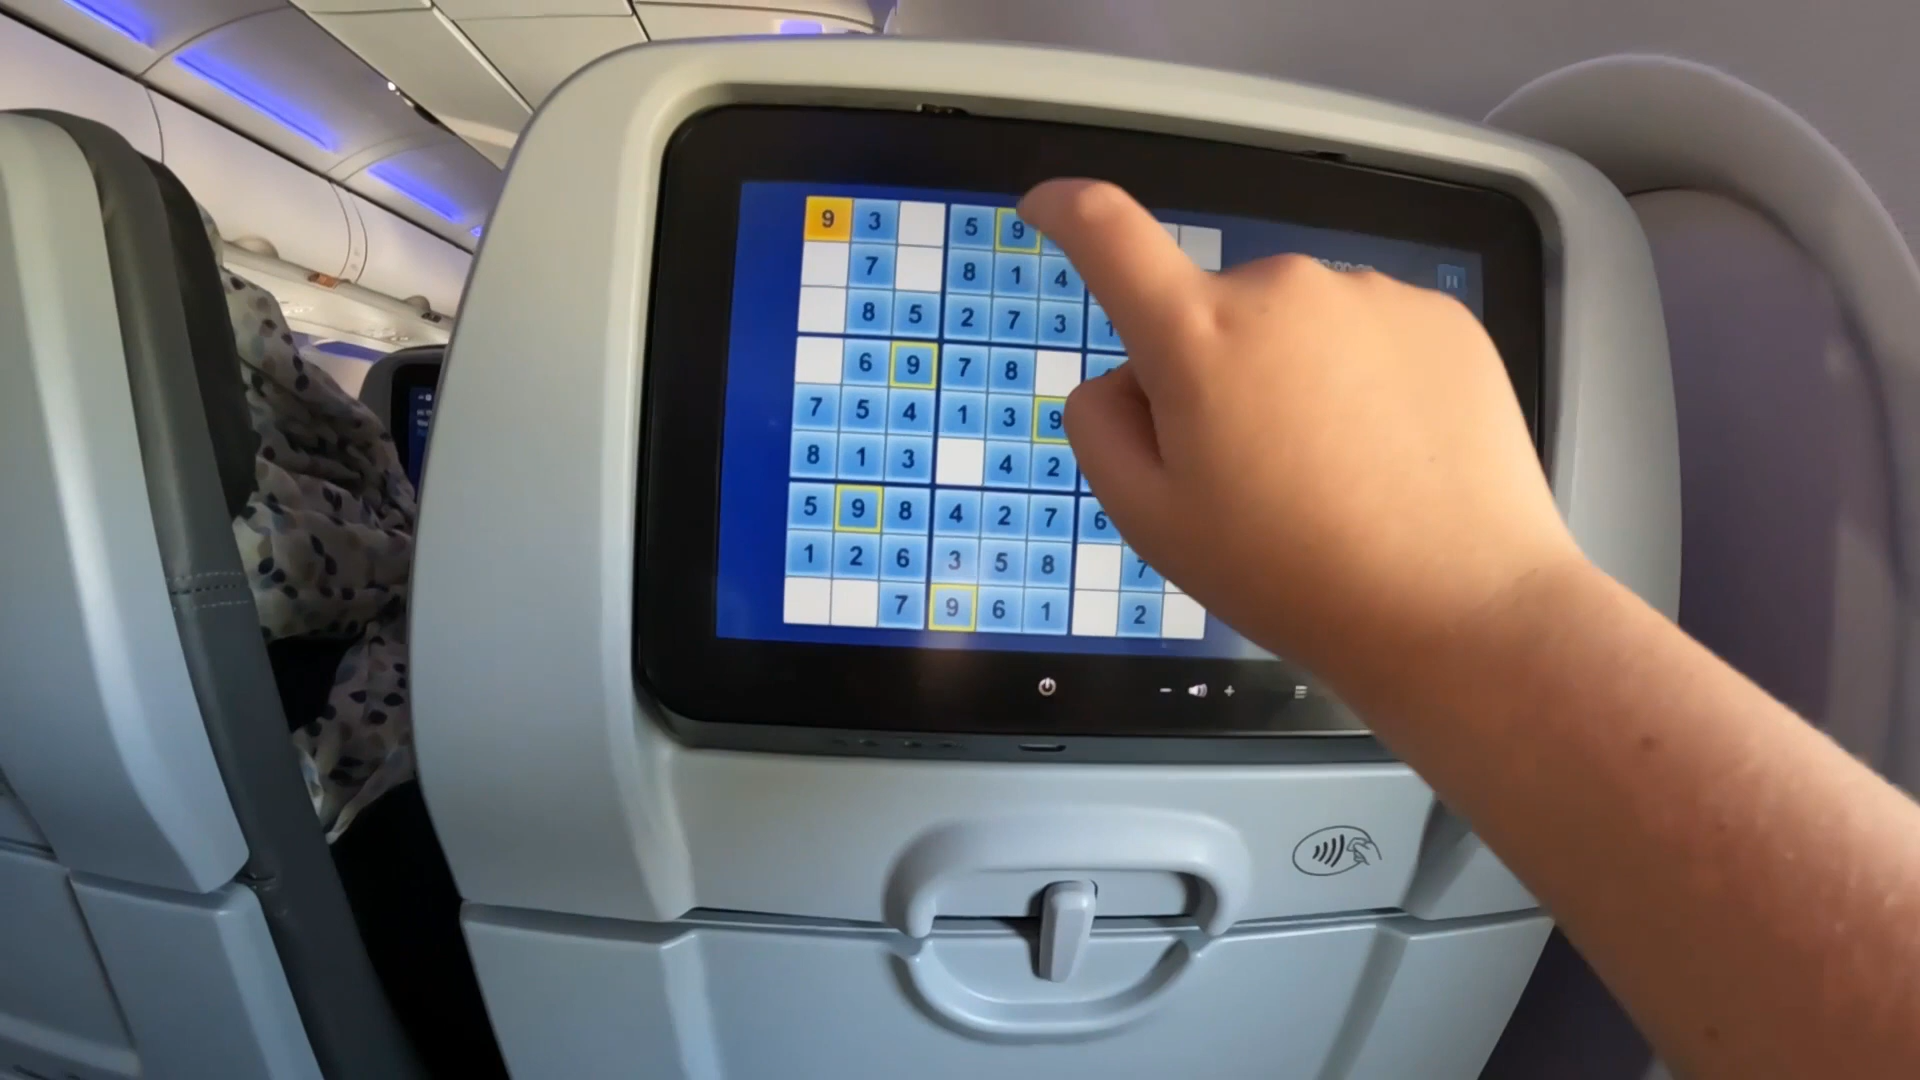 9 3 5 9
7 8 1 4
8 5 2 7 3 1
6 9 7 8
7 5 4 1 3 9
8 1 3 4 2
5 9 8 4 2 7 6
1 2 6 3 5 8 7
7 9 6 1 2
- +